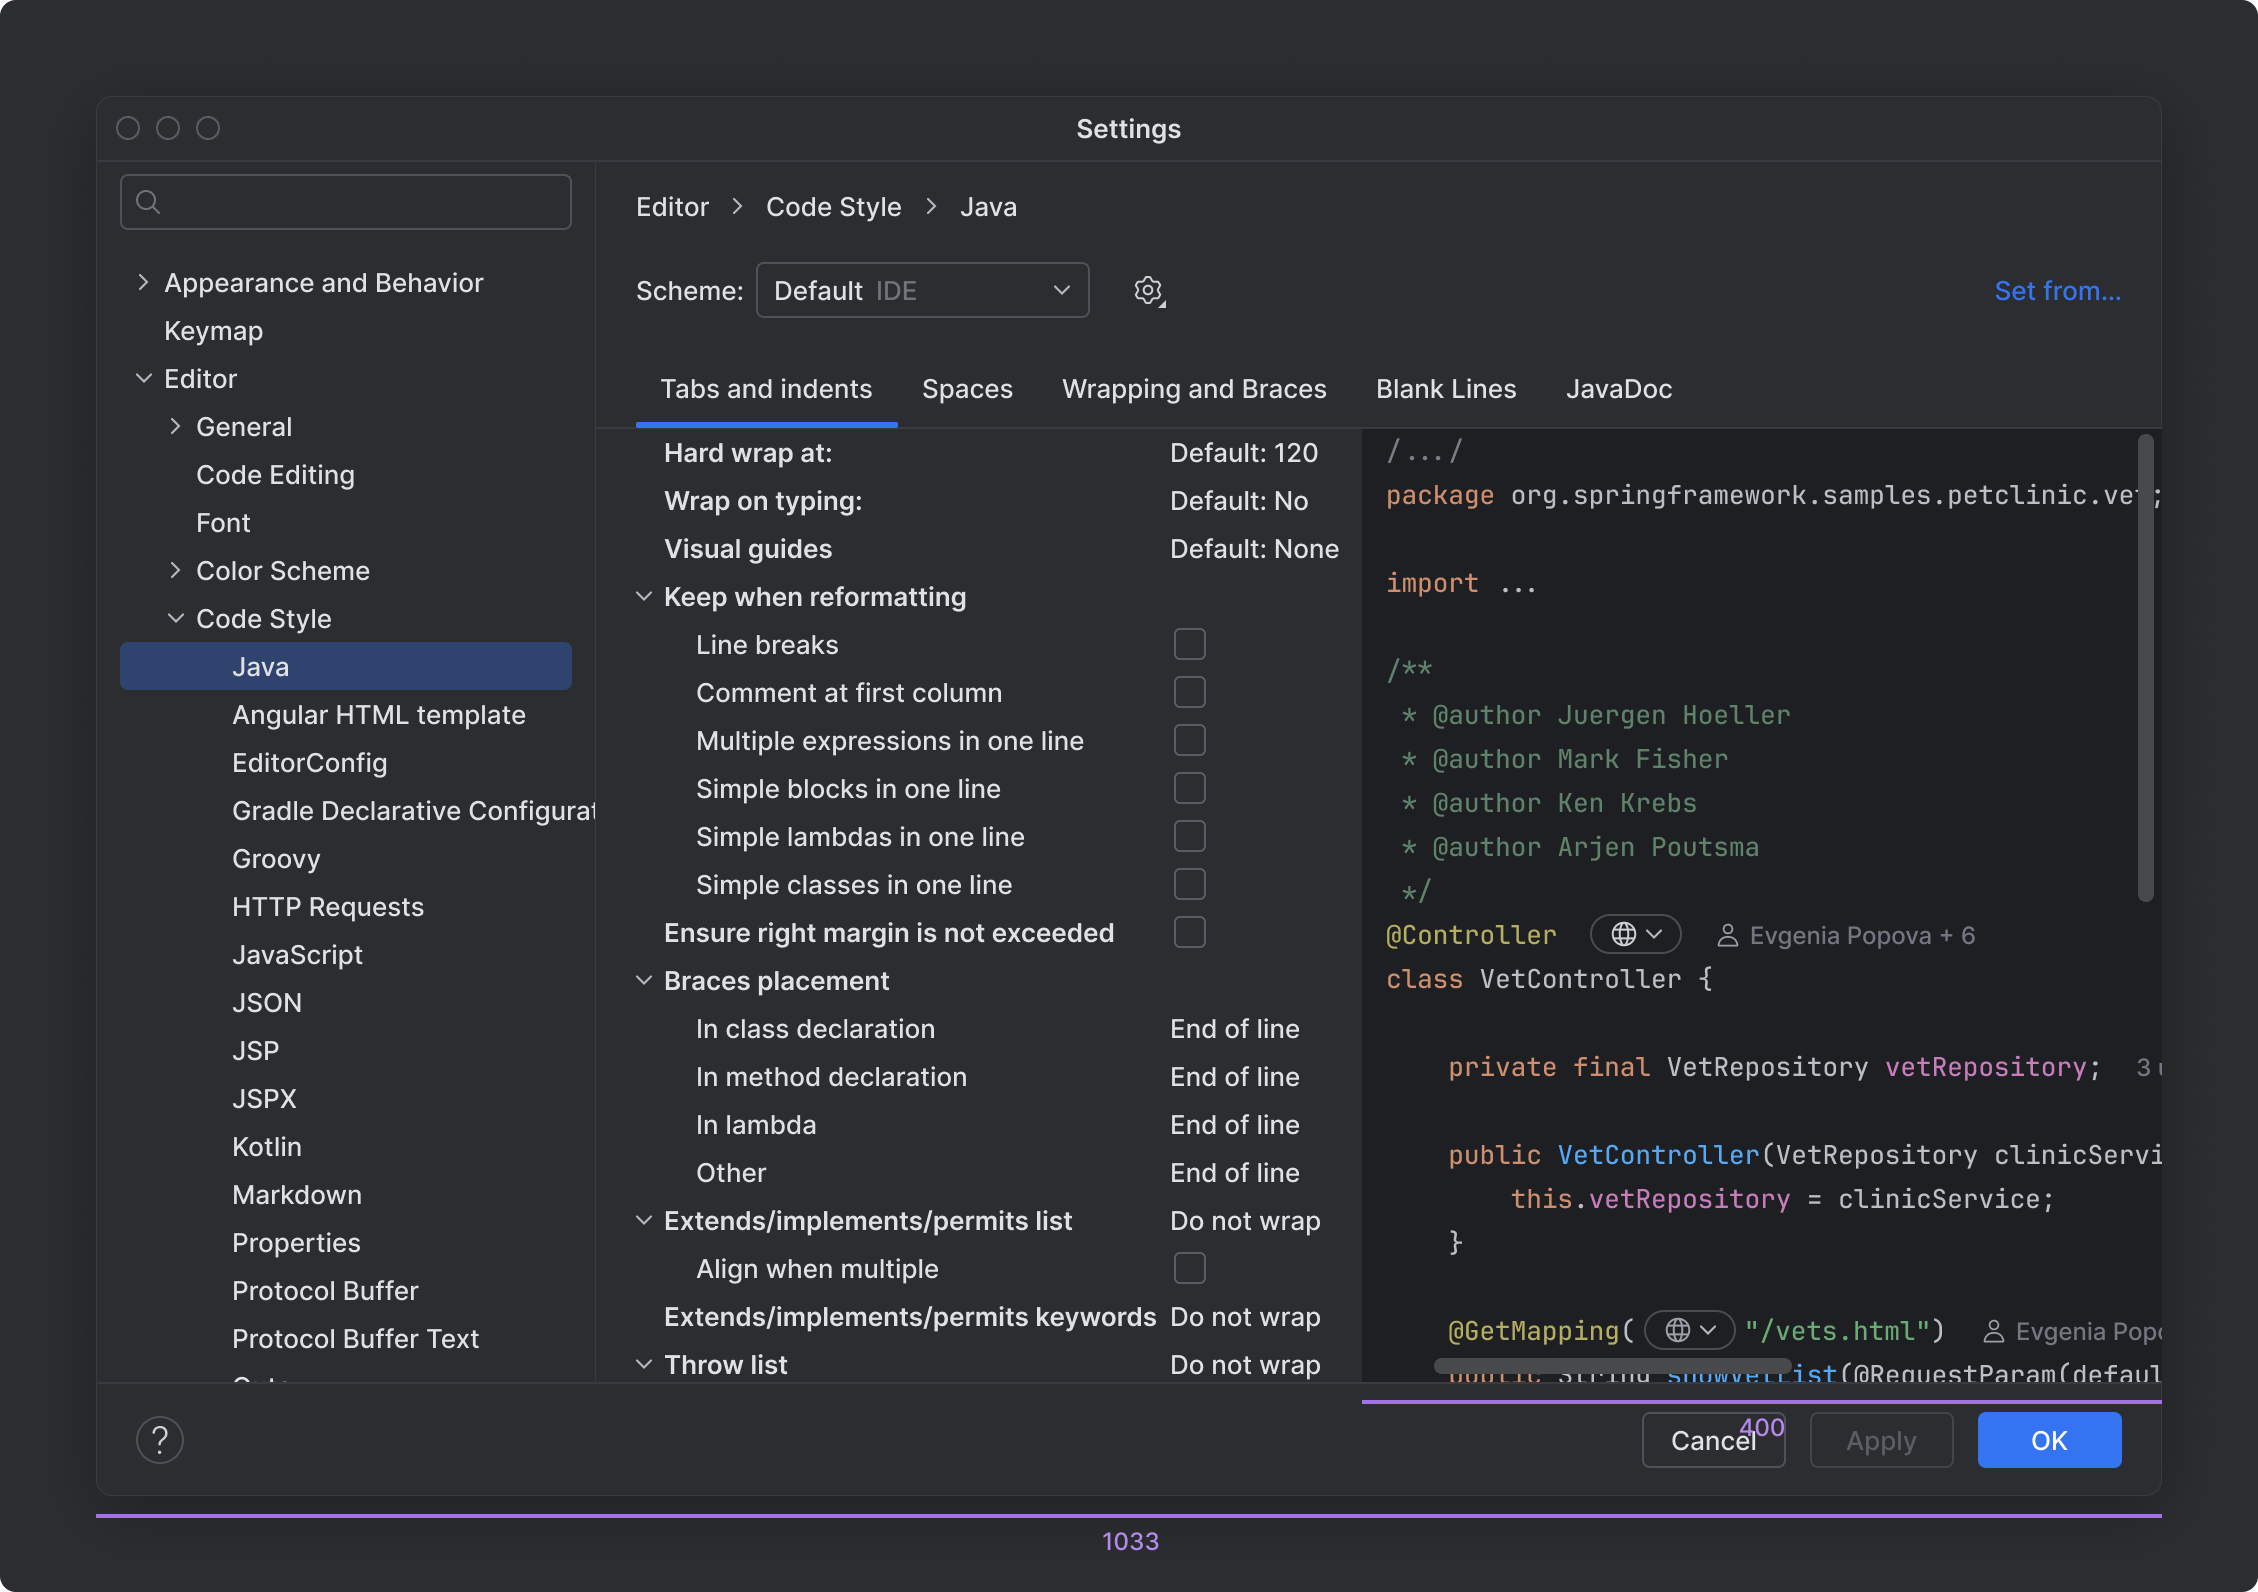 Settings
Appearance and Behavior
Keymap
Editor
General
Code Editing
Font
Color Scheme
Code Style
Java
Angular HTML template
EditorConfig
Gradle Declarative Configurat
Groovy
HTTP Requests
JavaScript
JSON
JSP
JSPX
Kotlin
Markdown
Properties
Protocol Buffer
Protocol Buffer Text
Editor > Code Style > Java
Scheme: Default IDE
Set from...
Tabs and indents Spaces Wrapping and Braces Blank Lines JavaDoc
Hard wrap at: Default: 120
Wrap on typing: Default: No
Visual guides Default: None
Keep when reformatting
Line breaks
Comment at first column
Multiple expressions in one line
Simple blocks in one line
Simple lambdas in one line
Simple classes in one line
Ensure right margin is not exceeded
Braces placement
In class declaration End of line
In method declaration End of line
In lambda End of line
Other End of line
Extends/implements/permits list Do not wrap
Align when multiple
Extends/implements/permits keywords Do not wrap
Throw list Do not wrap
/.../
package org.springframework.samples.petclinic.vet;
import ...
/**
* @author Juergen Hoeller
* @author Mark Fisher
* @author Ken Krebs
* @author Arjen Poutsma
*/
@Controller Evgenia Popova + 6
class VetController {
private final VetRepository vetRepository; 3
public VetController(VetRepository clinicServi
this.vetRepository = clinicService;
}
@GetMapping( "/vets.html") Evgenia Popo
public String showVetList(@RequestParam(defaul
? Cancel Apply OK
400
1033